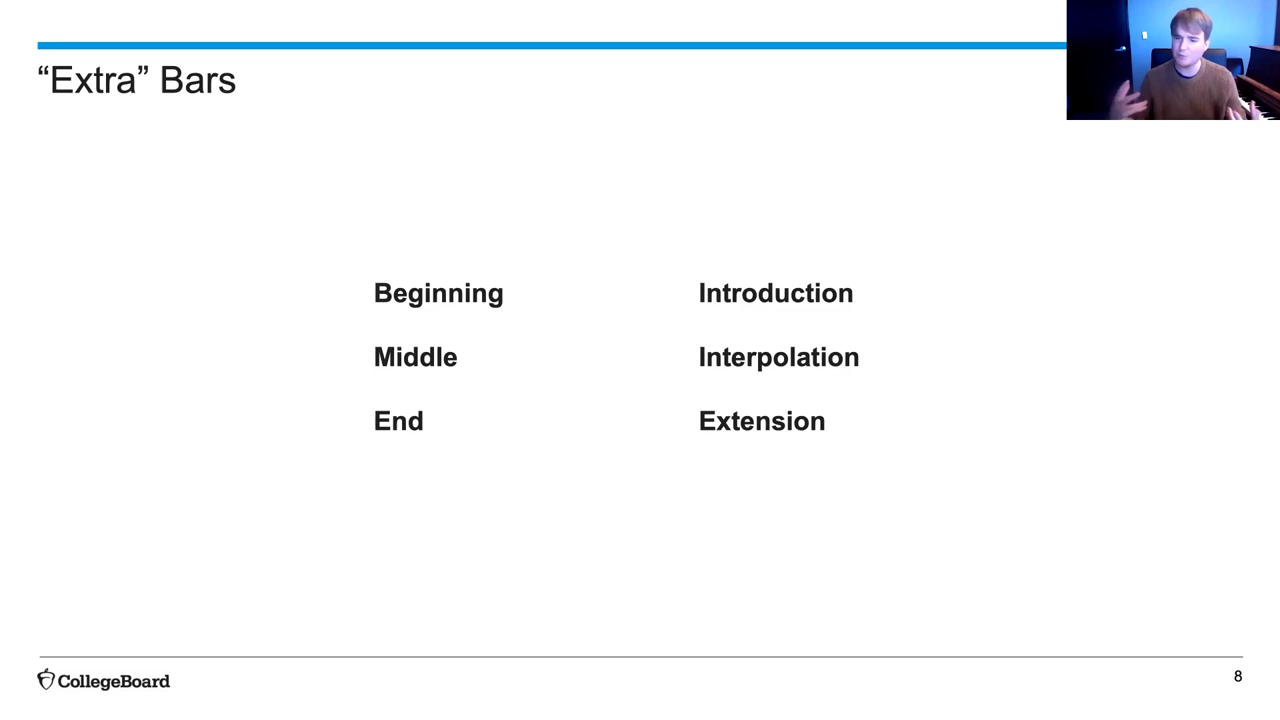 “Extra” Bars
Beginning Introduction
Middle Interpolation
End Extension
CollegeBoard
8